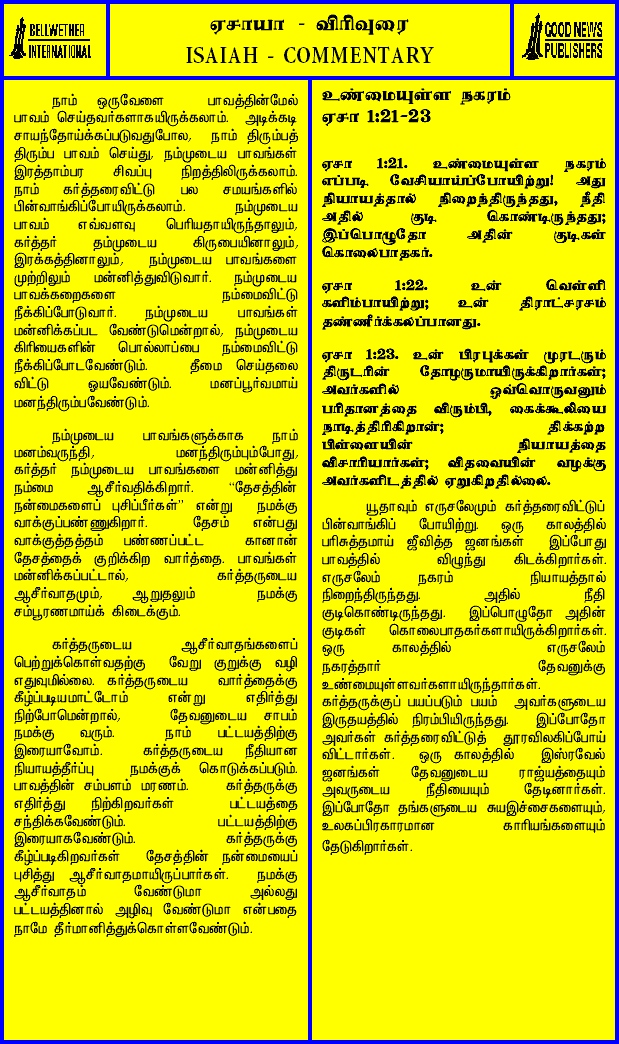 BELLWETHER
INTERNATIONAL
ஏசாயா - விரிவுரை
ISAIAH - COMMENTARY
GOOD NEWS
PUBLISHERS
நாம் ஒருவேளை பாவத்தின்மேல்
பாவம் செய்தவர்களாகயிருக்கலாம். அடிக்கடி
சாயந்தோய்க்கப்படுவதுபோல, நாம் திரும்பத்
திரும்ப பாவம் செய்து, நம்முடைய பாவங்கள்
இரத்தாம்பர சிவப்பு நிறத்திலிருக்கலாம்.
நாம் கர்த்தரைவிட்டு பல சமயங்களில்
பின்வாங்கிப்போயிருக்கலாம். நம்முடைய
பாவம் எவ்வளவு பெரியதாயிருந்தாலும்,
கர்த்தர் தம்முடைய கிருபையினாலும்,
இரக்கத்தினாலும், நம்முடைய பாவங்களை
முற்றிலும் மன்னித்துவிடுவார். நம்முடைய
பாவக்கறைகளை நம்மைவிட்டு
நீக்கிப்போடுவார். நம்முடைய பாவங்கள்
மன்னிக்கப்பட வேண்டுமென்றால், நம்முடைய
கிரியைகளின் பொல்லாப்பை நம்மைவிட்டு
நீக்கிப்போடவேண்டும். தீமை செய்தலை
விட்டு ஓயவேண்டும். மனப்பூர்வமாய்
மனந்திரும்பவேண்டும்.
நம்முடைய பாவங்களுக்காக நாம்
மனம்வருந்தி, மனந்திரும்பும்போது,
கர்த்தர் நம்முடைய பாவங்களை மன்னித்து
நம்மை ஆசீர்வதிக்கிறார். “தேசத்தின்
நன்மைகளைப் புசிப்பீர்கள்” என்று நமக்கு
வாக்குப்பண்ணுகிறார். தேசம் என்பது
வாக்குத்தத்தம் பண்ணப்பட்ட கானான்
தேசத்தைக் குறிக்கிற வார்த்தை. பாவங்கள்
மன்னிக்கப்பட்டால், கர்த்தருடைய
ஆசீர்வாதமும், ஆறுதலும் நமக்கு
சம்பூரணமாய்க் கிடைக்கும்.
கர்த்தருடைய ஆசீர்வாதங்களைப்
பெற்றுக்கொள்வதற்கு வேறு குறுக்கு வழி
எதுவுமில்லை. கர்த்தருடைய வார்த்தைக்கு
கீழ்ப்படியமாட்டோம் என்று எதிர்த்து
நிற்போமென்றால், தேவனுடைய சாபம்
நமக்கு வரும். நாம் பட்டயத்திற்கு
இரையாவோம். கர்த்தருடைய நீதியான
நியாயத்தீர்ப்பு நமக்குக் கொடுக்கப்படும்.
பாவத்தின் சம்பளம் மரணம். கர்த்தருக்கு
எதிர்த்து நிற்கிறவர்கள் பட்டயத்தை
சந்திக்கவேண்டும். பட்டயத்திற்கு
இரையாகவேண்டும். கர்த்தருக்கு
கீழ்ப்படிகிறவர்கள் தேசத்தின் நன்மையைப்
புசித்து ஆசீர்வாதமாயிருப்பார்கள். நமக்கு
ஆசீர்வாதம் வேண்டுமா அல்லது
பட்டயத்தினால் அழிவு வேண்டுமா என்பதை
நாமே தீர்மானித்துக்கொள்ளவேண்டும்.
உண்மையுள்ள நகரம்
ஏசா 1:21-23
ஏசா 1:21. உண்மையுள்ள நகரம்
எப்படி வேசியாய்ப்போயிற்று! அது
நியாயத்தால் நிறைந்திருந்தது, நீதி
அதில் குடி கொண்டிருந்தது;
இப்பொழுதோ அதின் குடிகள்
கொலைபாதகர்.
ஏசா 1:22. உன் வெள்ளி
களிம்பாயிற்று; உன் திராட்சரசம்
தண்ணீர்க்கலப்பானது.
ஏசா 1:23. உன் பிரபுக்கள் முரடரும்
திருடரின் தோழருமாயிருக்கிறார்கள்;
அவர்களில் ஒவ்வொருவனும்
பரிதானத்தை விரும்பி, கைக்கூலியை
நாடித்திரிகிறான்; திக்கற்ற
பிள்ளையின் நியாயத்தை
விசாரியார்கள்; விதவையின் வழக்கு
அவர்களிடத்தில் ஏறுகிறதில்லை.
யூதாவும் எருசலேமும் கர்த்தரைவிட்டுப்
பின்வாங்கிப் போயிற்று. ஒரு காலத்தில்
பரிசுத்தமாய் ஜீவித்த ஜனங்கள் இப்போது
பாவத்தில் விழுந்து கிடக்கிறார்கள்.
எருசலேம் நகரம் நியாயத்தால்
நிறைந்திருந்தது. அதில் நீதி
குடிகொண்டிருந்தது. இப்பொழுதோ அதின்
குடிகள் கொலைபாதகர்களாயிருக்கிறார்கள்.
ஒரு காலத்தில் எருசலேம்
நகரத்தார் தேவனுக்கு
உண்மையுள்ளவர்களாயிருந்தார்கள்.
கர்த்தருக்குப் பயப்படும் பயம் அவர்களுடைய
இருதயத்தில் நிரம்பியிருந்தது. இப்போதோ
அவர்கள் கர்த்தரைவிட்டுத் தூரவிலகிப்போய்
விட்டார்கள். ஒரு காலத்தில் இஸ்ரவேல்
ஜனங்கள் தேவனுடைய ராஜ்யத்தையும்
அவருடைய நீதியையும் தேடினார்கள்.
இப்போதோ தங்களுடைய சுயஇச்சைகளையும்,
உலகப்பிரகாரமான காரியங்களையும்
தேடுகிறார்கள்.